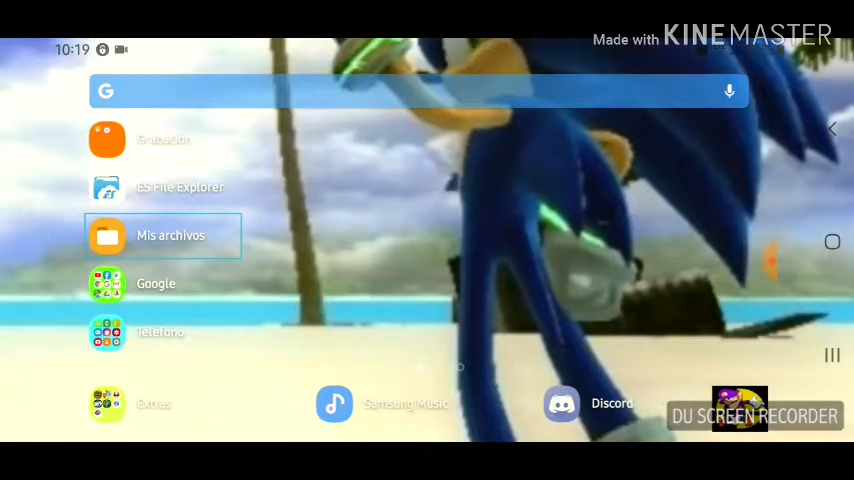 Made with KINEMASTER
10:19
G
Grabación
ES File Explorer
Mis archivos
Google
Teléfono
Extras
Samsung Music
Discord
DU SCREEN RECORDER